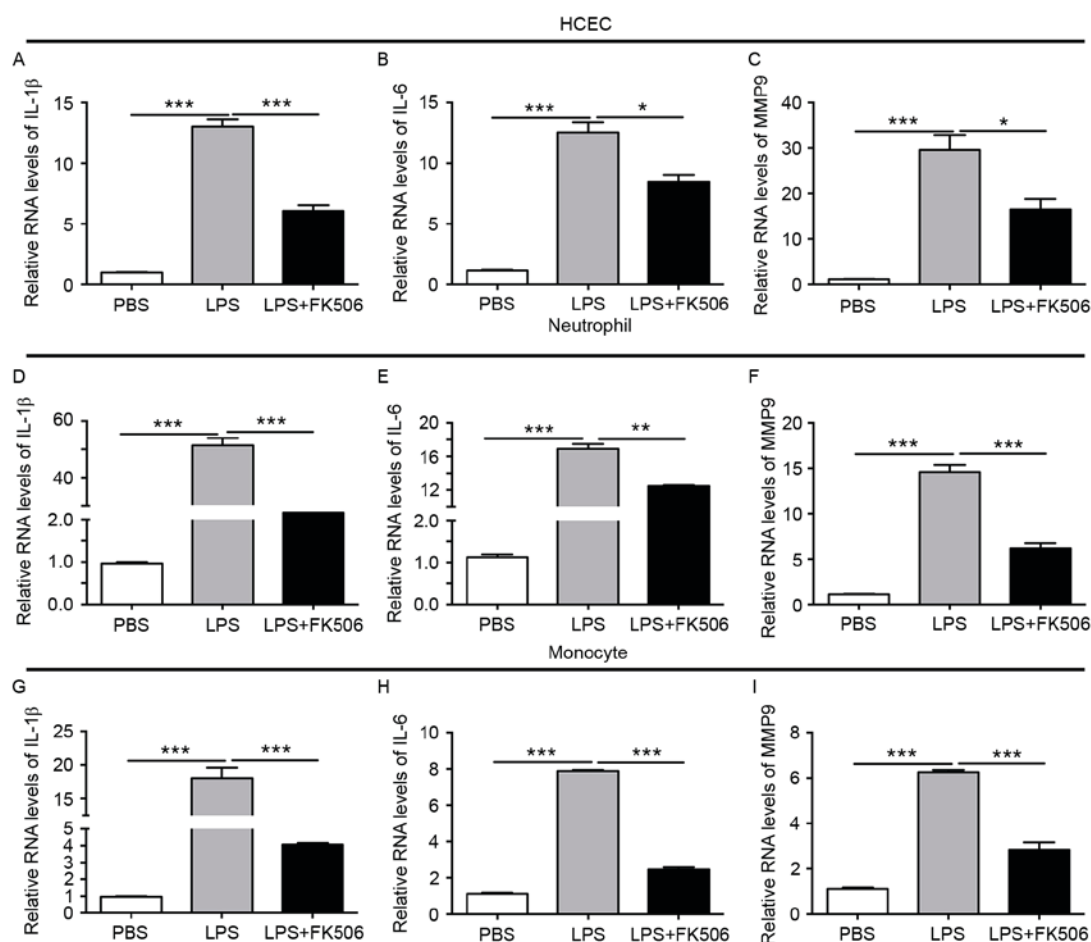 HCEC
A B C
Relative RNA levels of IL-1β
15
10
5
0
*** ***
PBS LPS LPS+FK506
Relative RNA levels of IL-6
15
10
5
0
*** *
PBS LPS LPS+FK506
Relative RNA levels of MMP9
40
30
20
10
0
*** *
PBS LPS LPS+FK506
Neutrophil
D E F
Relative RNA levels of IL-1β
60
40
2.0
1.0
0.0
*** ***
PBS LPS LPS+FK506
Relative RNA levels of IL-6
20
16
12
2.0
1.0
0.0
*** **
PBS LPS LPS+FK506
Relative RNA levels of MMP9
20
15
10
5
0
*** ***
PBS LPS LPS+FK506
Monocyte
G H I
Relative RNA levels of IL-1β
25
20
15
5
4
3
2
1
0
*** ***
PBS LPS LPS+FK506
Relative RNA levels of IL-6
10
8
6
4
2
0
*** ***
PBS LPS LPS+FK506
Relative RNA levels of MMP9
8
6
4
2
0
*** ***
PBS LPS LPS+FK506